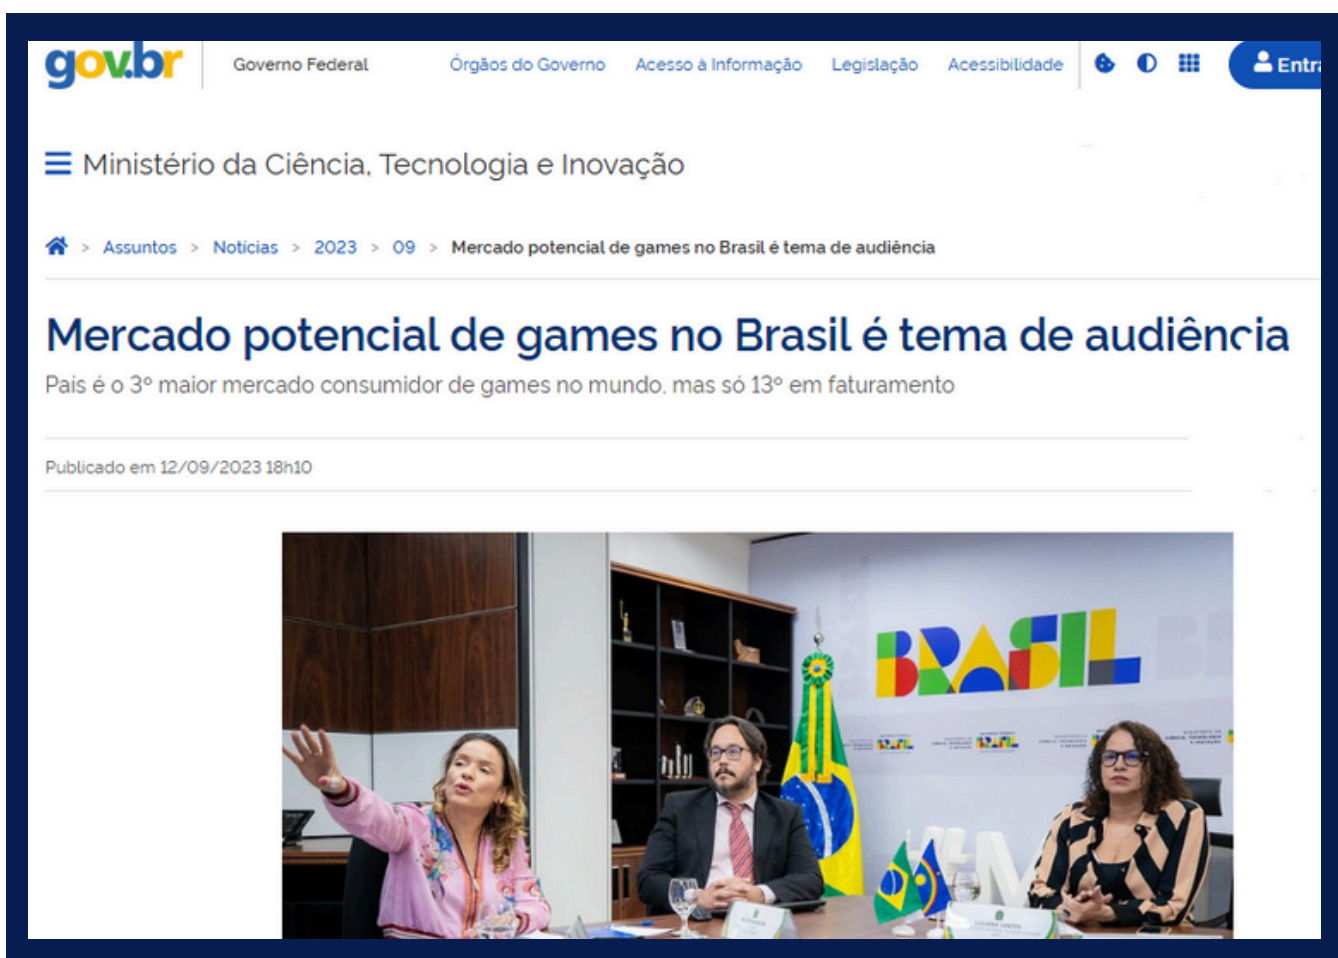 gov.br
Governo Federal Órgãos do Governo Acesso à Informação Legislação Acessibilidade Entra
Ministério da Ciência, Tecnologia e Inovação
> Assuntos > Notícias > 2023 > 09 > Mercado potencial de games no Brasil é tema de audiência
Mercado potencial de games no Brasil é tema de audiência
País é o 3º maior mercado consumidor de games no mundo, mas só 13º em faturamento
Publicado em 12/09/2023 18h10
BRASIL